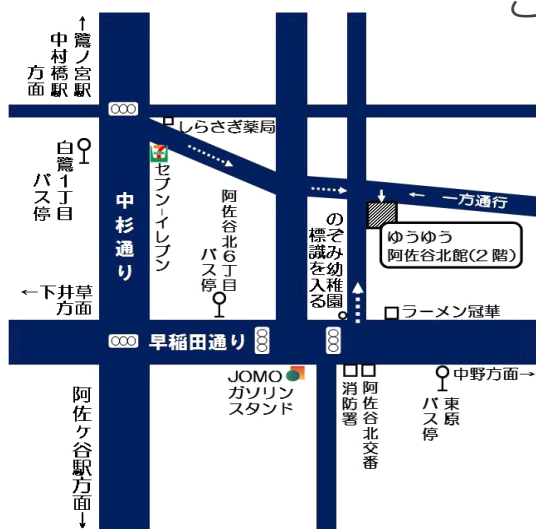 ↑鷺ノ宮駅
中村橋駅
方面
しらさぎ薬局
白鷺1丁目
バス停
セブン-イレブン
中杉通り
阿佐谷北6丁目
バス停
← 一方通行
ゆうゆう
阿佐谷北館(2階)
のぞみ幼稚園
標識を入る
←下井草
方面
ラーメン冠華
早稲田通り
JOMO
ガソリン
スタンド
消防署
阿佐谷北交番
東原
バス停
中野方面→
阿佐ヶ谷駅方面→